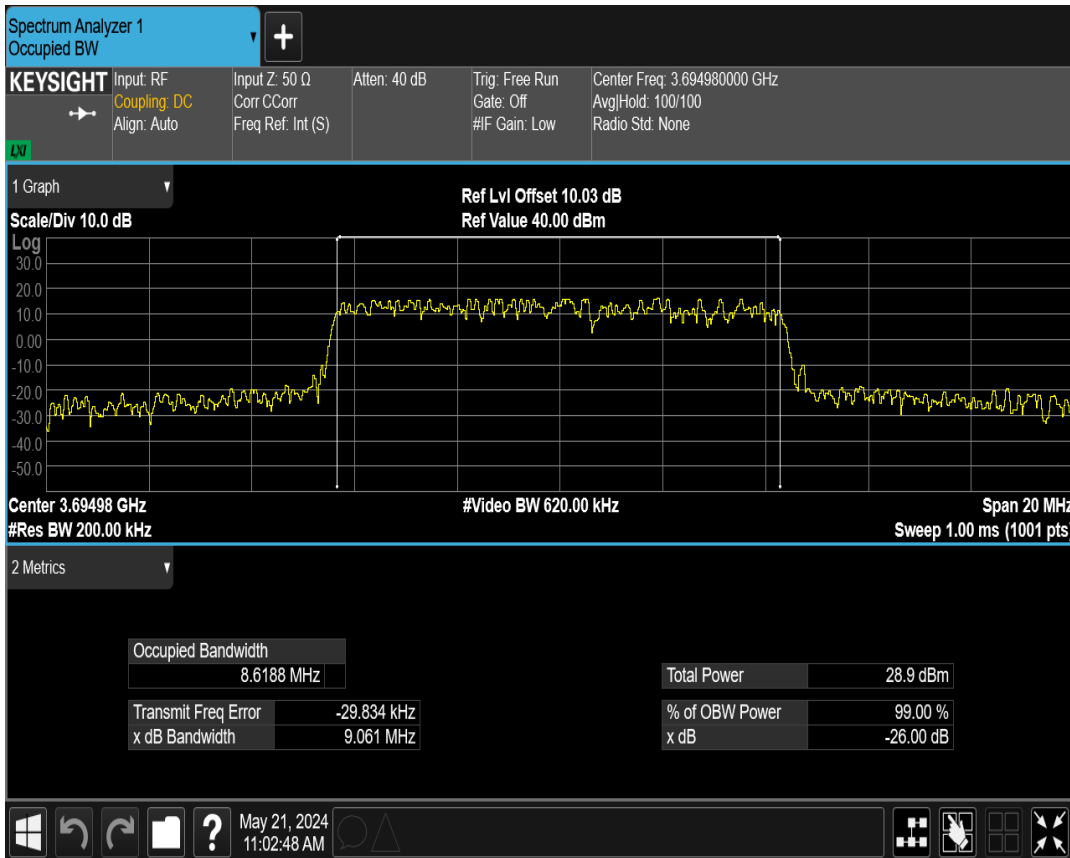 Spectrum Analyzer 1
Occupied BW
KEYSIGHT
LXI
Input: RF
Coupling: DC
Align: Auto
Input Z: 50 Ω
Corr CCorr
Freq Ref: Int (S)
Atten: 40 dB
Trig: Free Run
Gate: Off
#IF Gain: Low
Center Freq: 3.694980000 GHz
Avg|Hold: 100/100
Radio Std: None
1 Graph
Scale/Div 10.0 dB
Ref Lvl Offset 10.03 dB
Ref Value 40.00 dBm
Log
30.0
20.0
10.0
0.00
-10.0
-20.0
-30.0
-40.0
-50.0
Center 3.69498 GHz
#Video BW 620.00 kHz
Span 20 MHz
#Res BW 200.00 kHz
Sweep 1.00 ms (1001 pts)
2 Metrics
Occupied Bandwidth
8.6188 MHz
Transmit Freq Error -29.834 kHz
x dB Bandwidth 9.061 MHz
Total Power 28.9 dBm
% of OBW Power 99.00 %
x dB -26.00 dB
?
May 21, 2024
11:02:48 AM